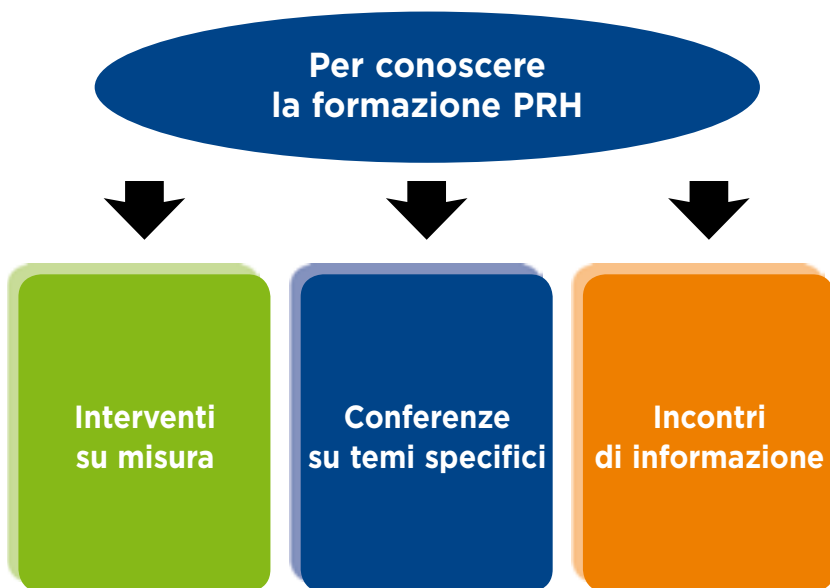 Per conoscere
la formazione PRH
Interventi
su misura
Conferenze
su temi specifici
Incontri
di informazione